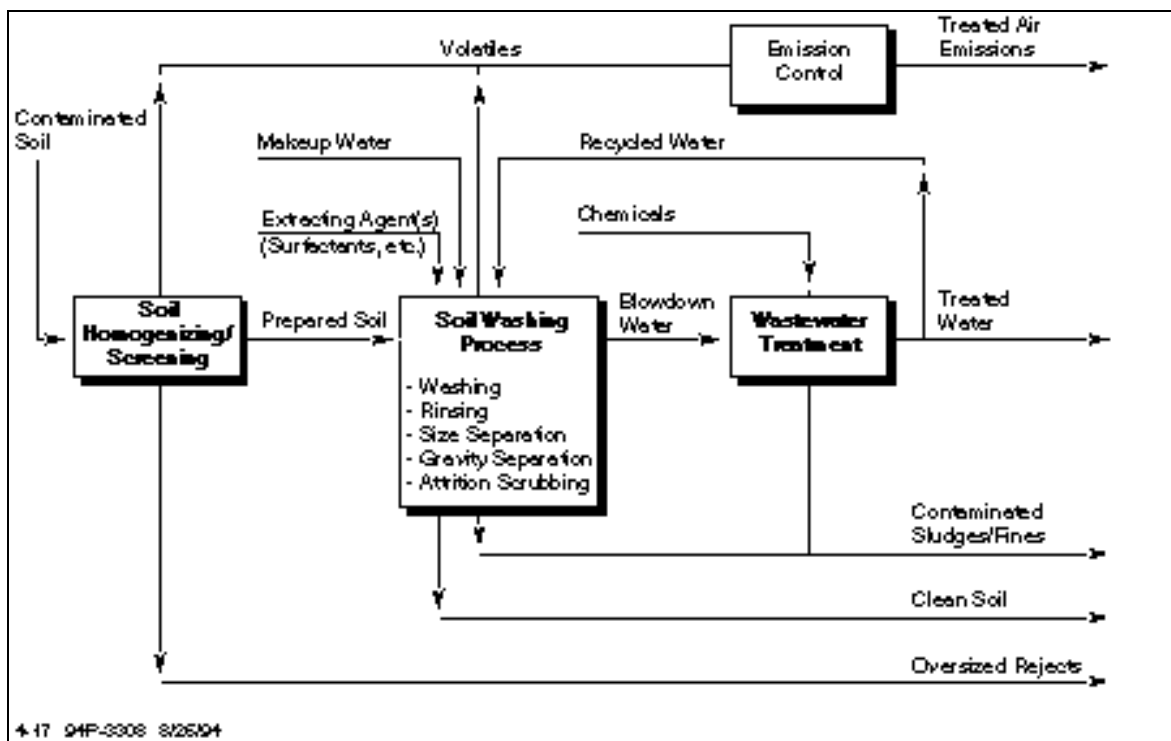 Treated Air
Emissions
Volatiles
Emission
Control
Contaminated
Soil
Makeup Water
Recycled Water
Extracting Agent(s)
(Surfactants, etc.)
Chemicals
Soil
Homogenizing/
Screening
Prepared Soil
Soil Washing
Process
- Washing
- Rinsing
- Size Separation
- Gravity Separation
- Attrition Scrubbing
Blowdown
Water
Wastewater
Treatment
Treated
Water
Contaminated
Sludges/Fines
Clean Soil
Oversized Rejects
4-17 94P-3308 8/26/94